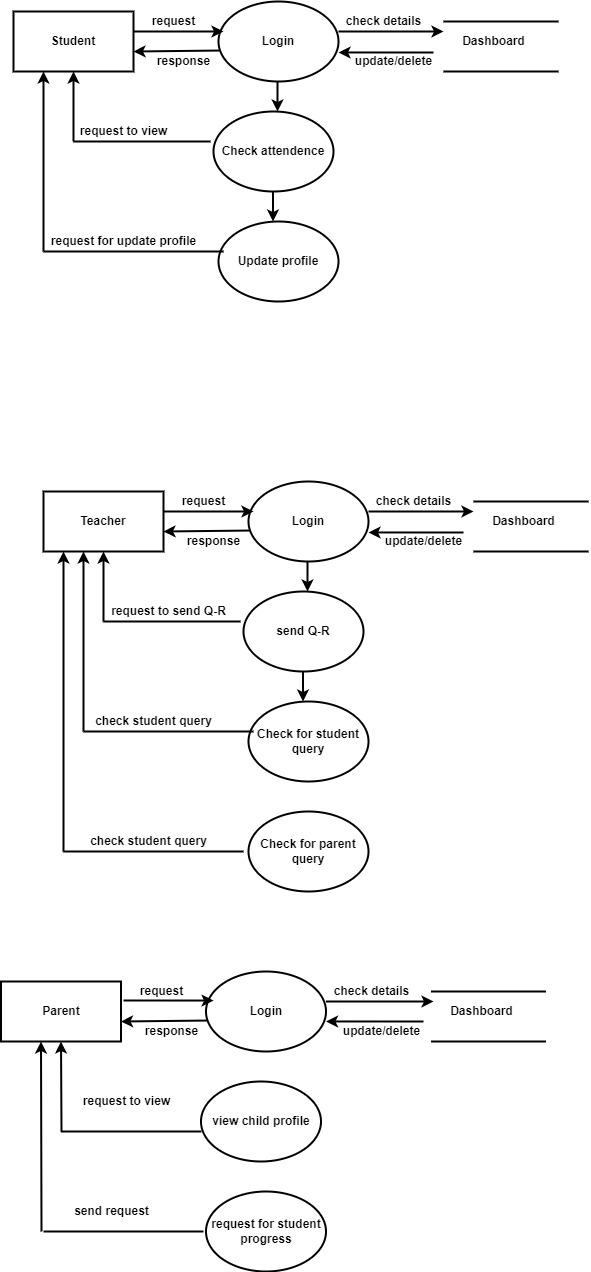 request
check details
Student
Login
Dashboard
response
update/delete
request to view
Check attendence
request for update profile
Update profile
request
check details
Teacher
Login
Dashboard
response
update/delete
request to send Q-R
send Q-R
check student query
Check for student
query
check student query
Check for parent
query
request
check details
Parent
Login
Dashboard
response
update/delete
request to view
view child profile
send request
request for student
progress